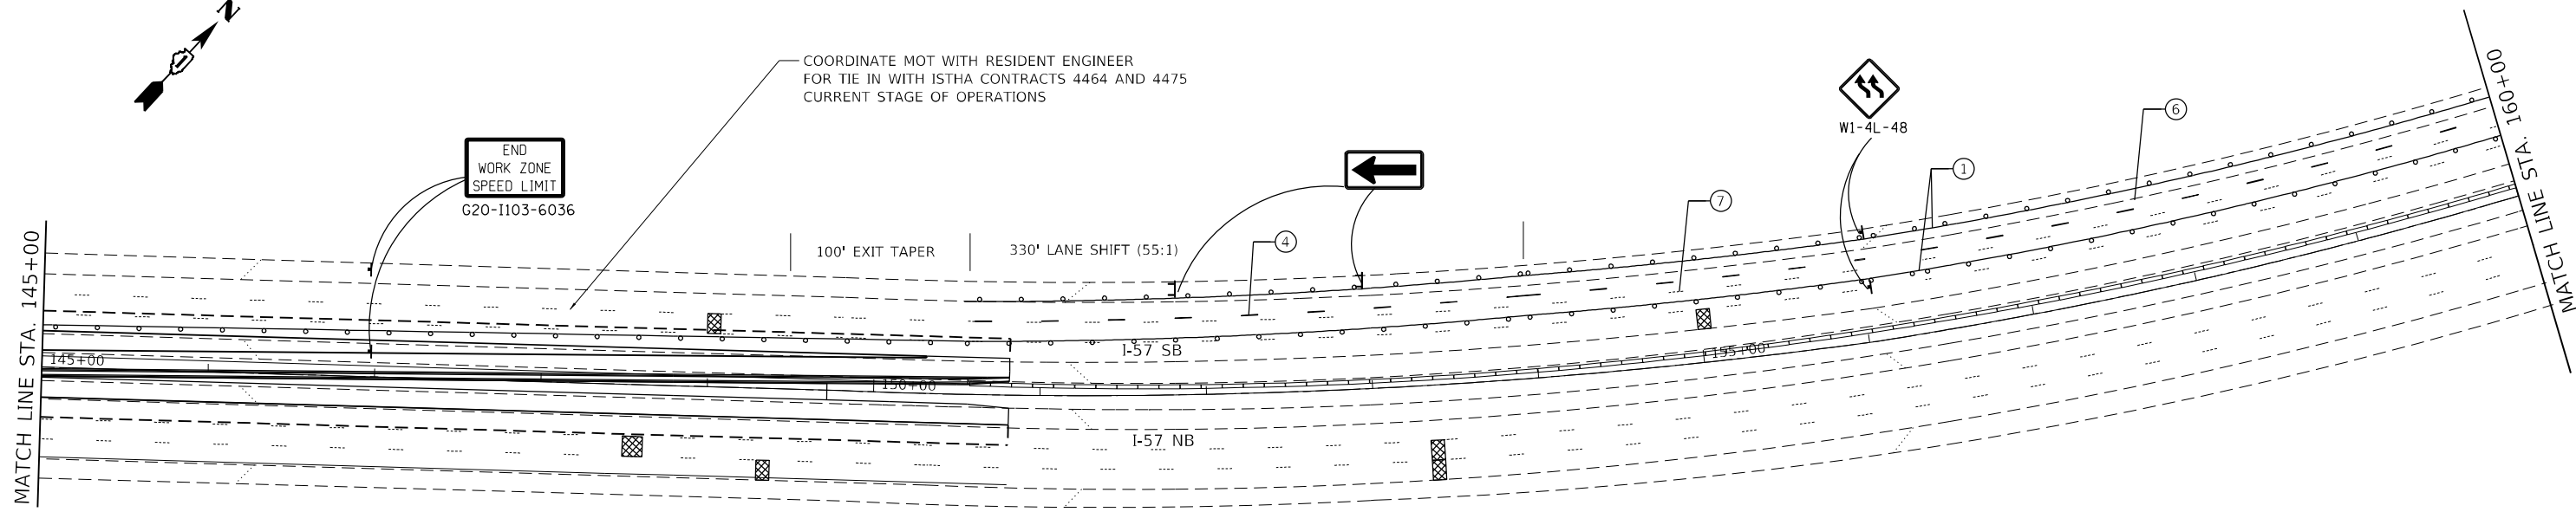 N
COORDINATE MOT WITH RESIDENT ENGINEER
FOR TIE IN WITH ISTHA CONTRACTS 4464 AND 4475
CURRENT STAGE OF OPERATIONS
END
WORK ZONE
SPEED LIMIT
G20-I103-6036
W1-4L-48
6
1
7
4
100' EXIT TAPER
330' LANE SHIFT (55:1)
MATCH LINE STA. 145+00
MATCH LINE STA. 160+00
145+00
150+00
155+00
I-57 SB
I-57 NB